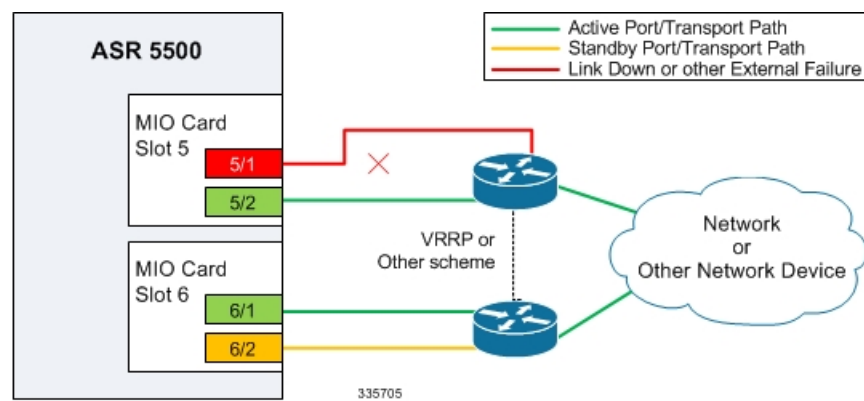 ASR 5500
Active Port/Transport Path
Standby Port/Transport Path
Link Down or other External Failure
MIO Card
Slot 5
5/1
5/2
MIO Card
Slot 6
6/1
6/2
VRRP or
Other scheme
Network
or
Other Network Device
335705